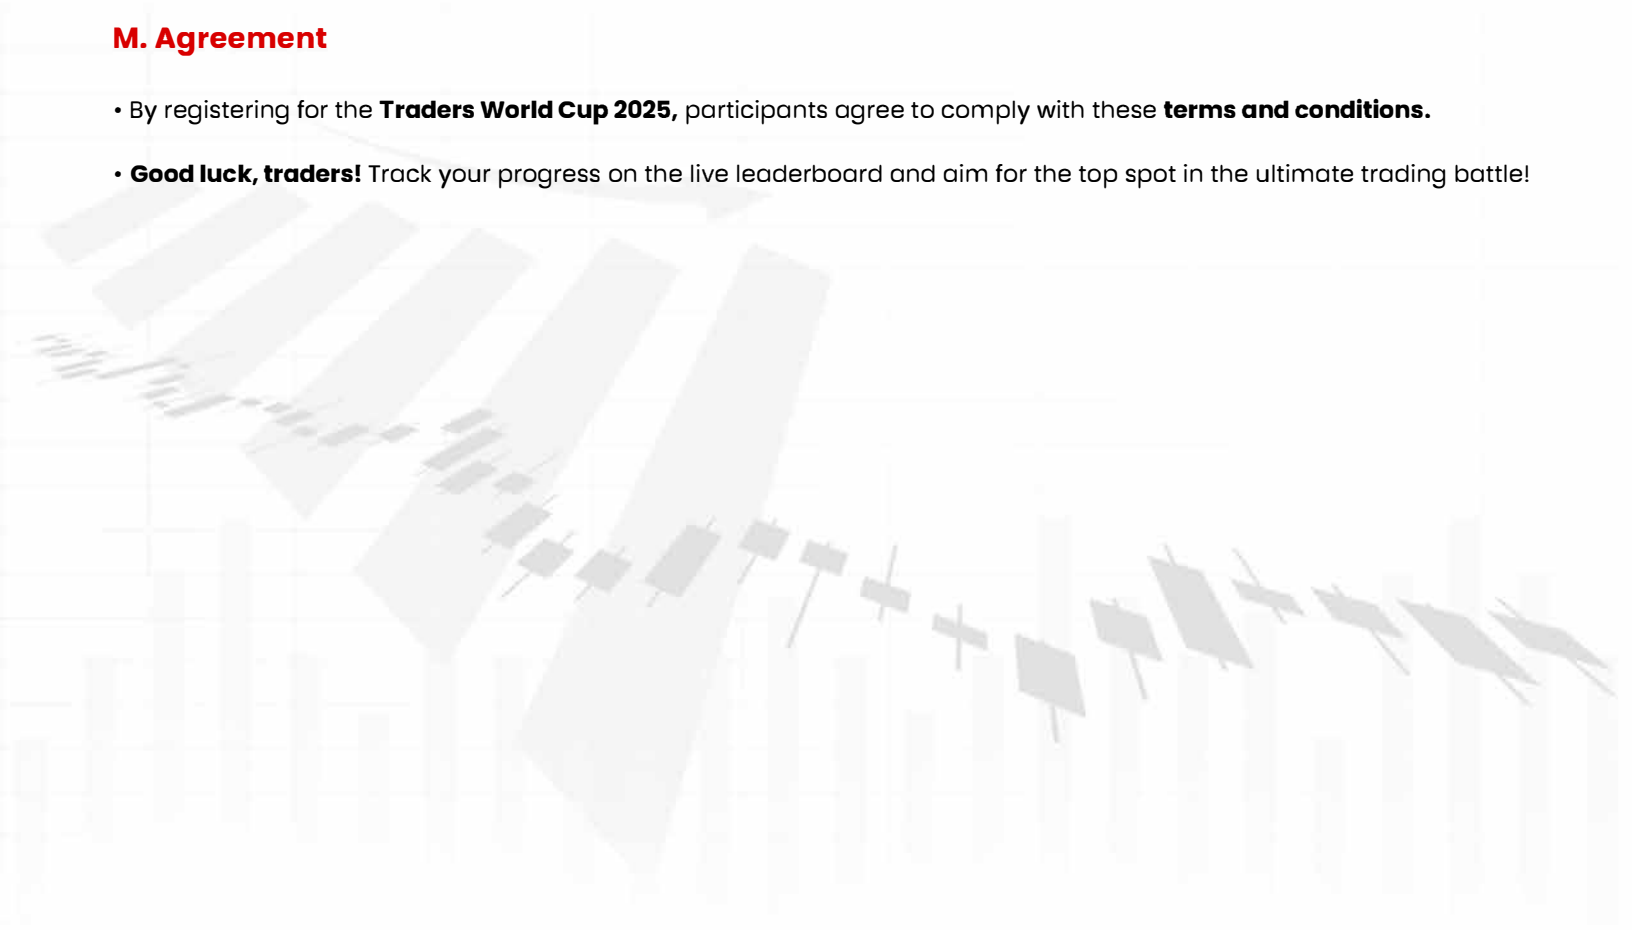 M. Agreement
• By registering for the Traders World Cup 2025, participants agree to comply with these terms and conditions.
• Good luck, traders! Track your progress on the live leaderboard and aim for the top spot in the ultimate trading battle!